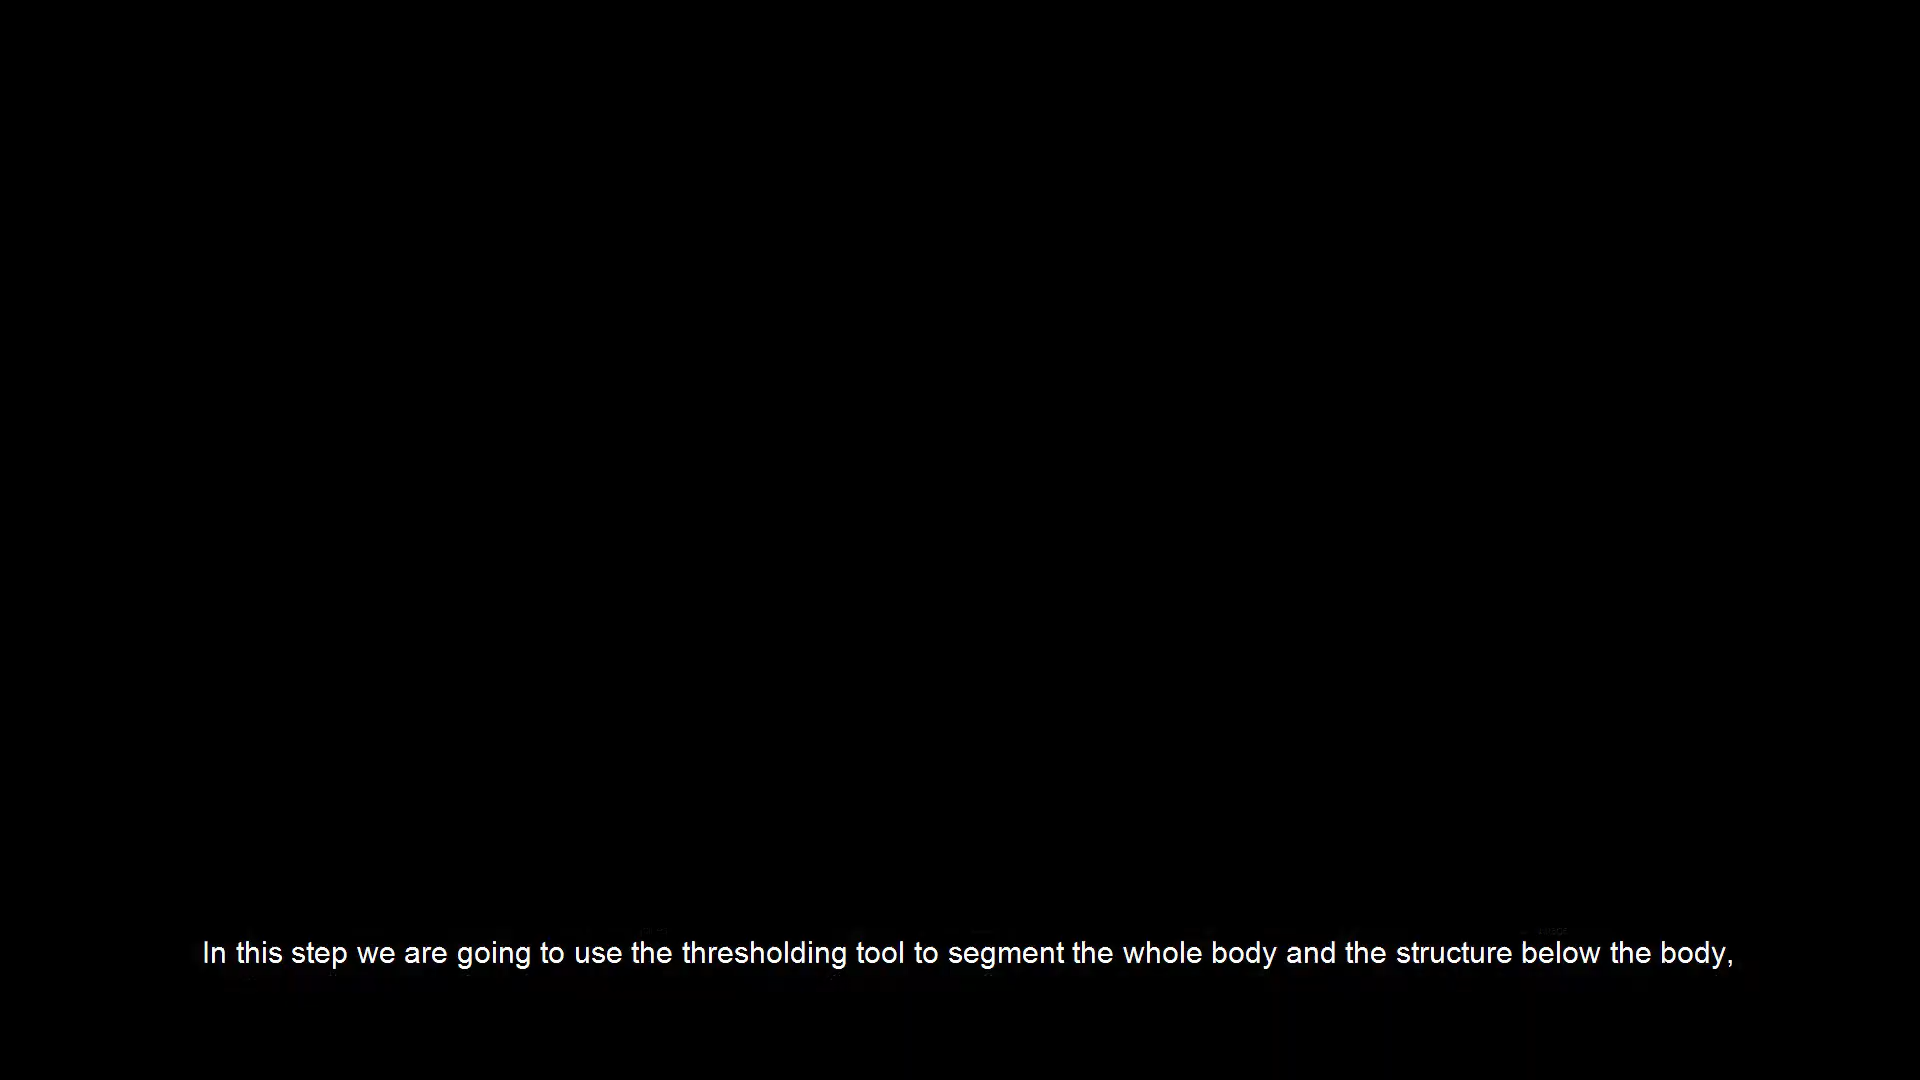 In this step we are going to use the thresholding tool to segment the whole body and the structure below the body,